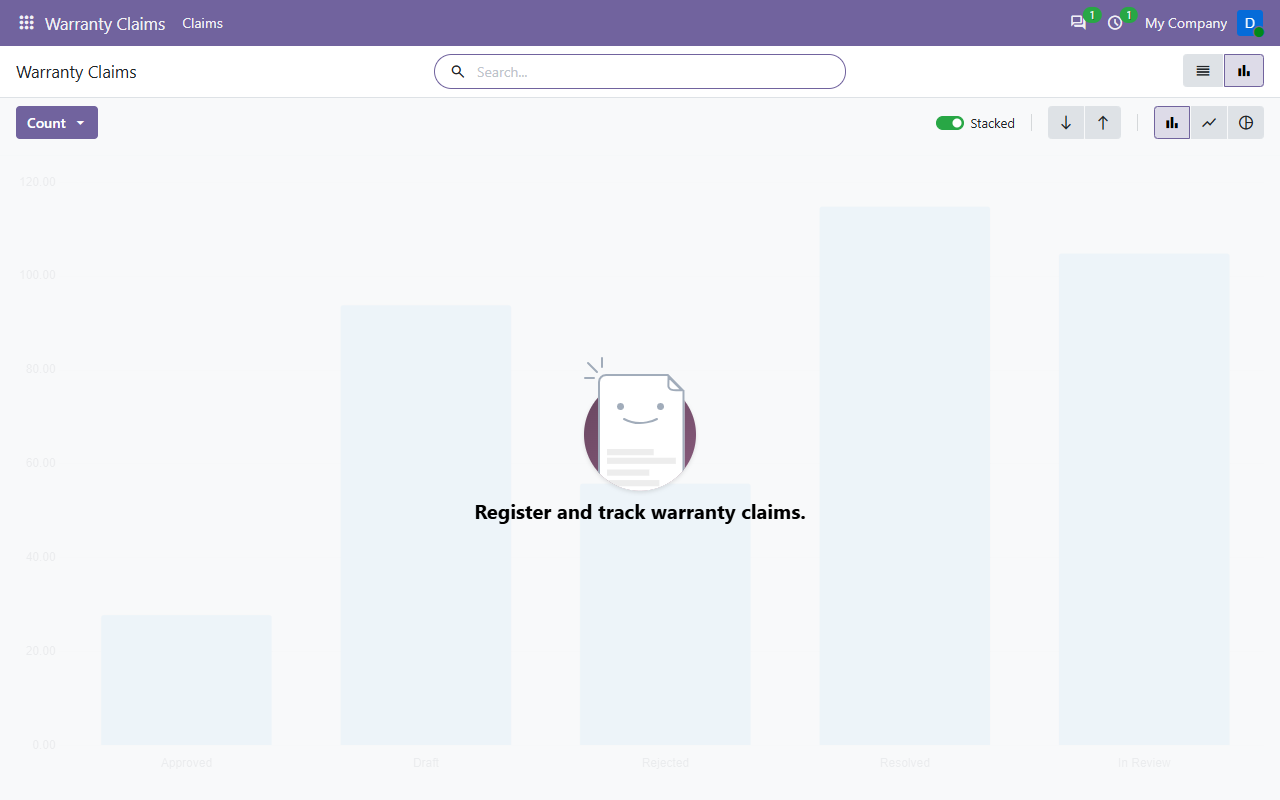 Warranty Claims Claims 1 1 My Company D
Warranty Claims Search...
Count Stacked
120.00
100.00
80.00
60.00
Register and track warranty claims.
40.00
20.00
0.00
Approved Draft Rejected Resolved In Review